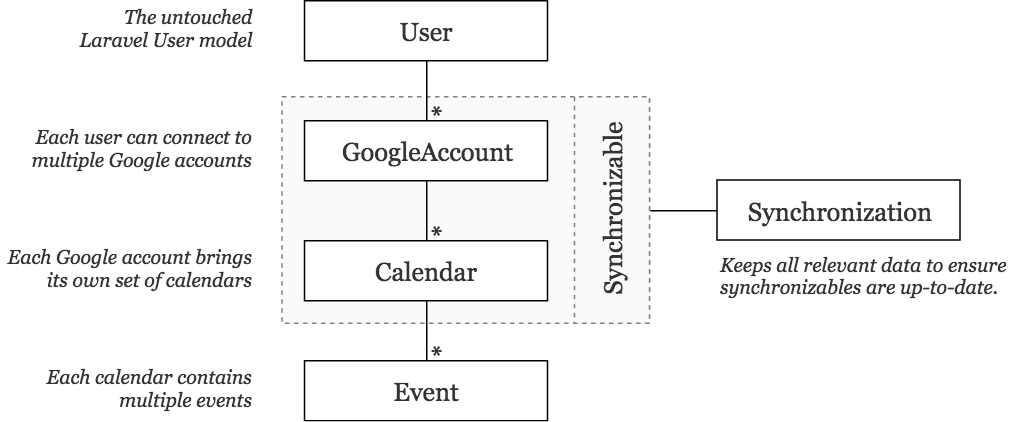 The untouched
Laravel User model
User
*
Each user can connect to
multiple Google accounts
GoogleAccount
*
Each Google account brings
its own set of calendars
Calendar
Synchronizable
Synchronization
Keeps all relevant data to ensure
synchronizables are up-to-date.
*
Each calendar contains
multiple events
Event